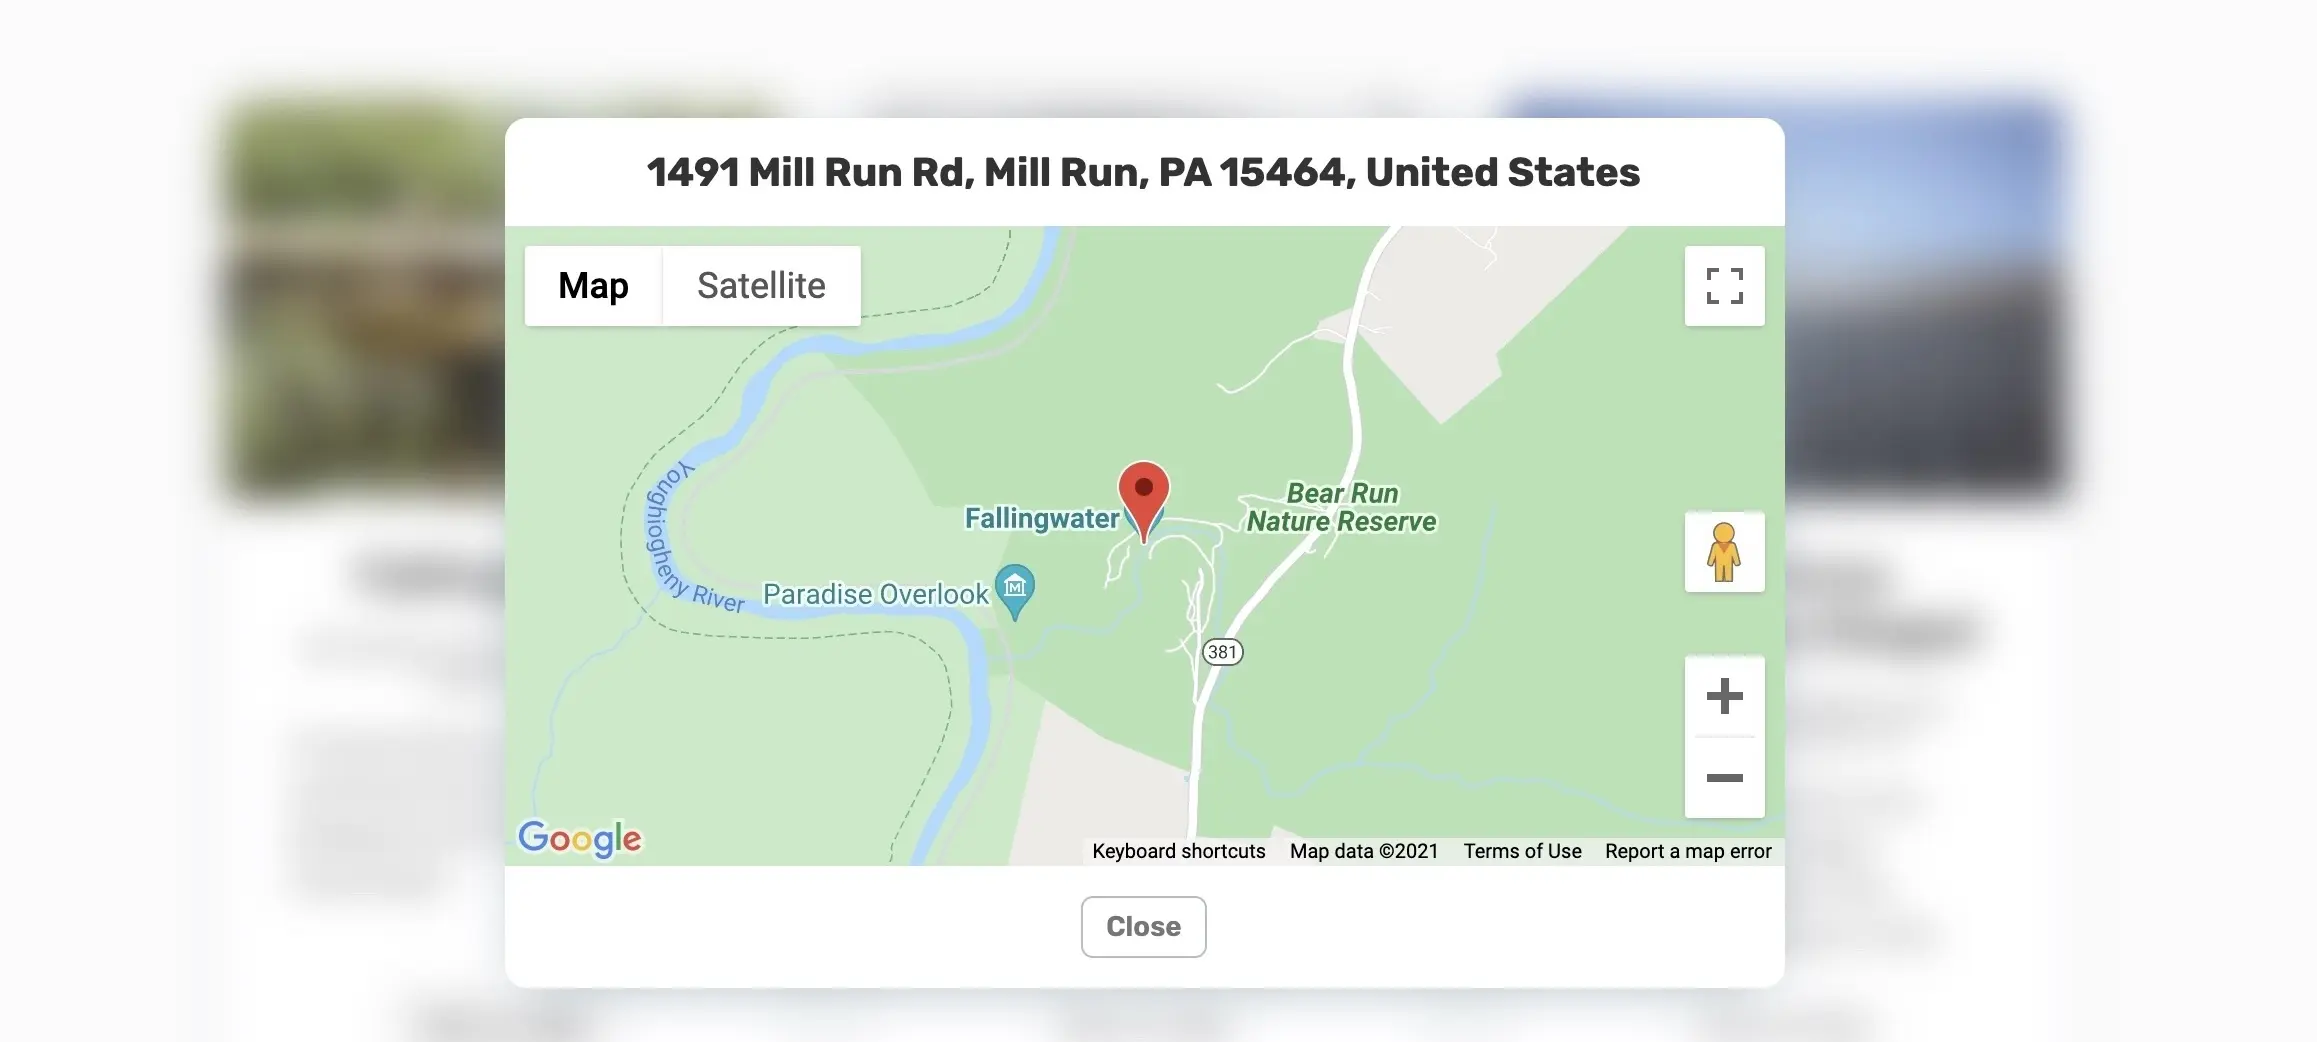 1491 Mill Run Rd, Mill Run, PA 15464, United States
Map
Satellite
Fallingwater
Bear Run
Nature Reserve
Youghiogheny River
Paradise Overlook
M
381
Google
Keyboard shortcuts
Map data ©2021
Terms of Use
Report a map error
Close